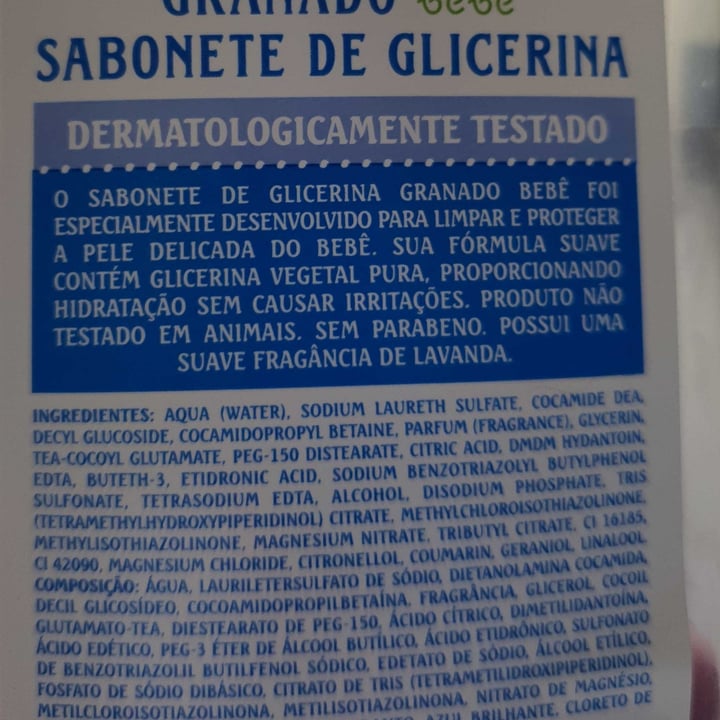 GRANADO bebê
SABONETE DE GLICERINA
DERMATOLOGICAMENTE TESTADO
O SABONETE DE GLICERINA GRANADO BEBÊ FOI
ESPECIALMENTE DESENVOLVIDO PARA LIMPAR E PROTEGER
A PELE DELICADA DO BEBÊ. SUA FÓRMULA SUAVE
CONTÉM GLICERINA VEGETAL PURA, PROPORCIONANDO
HIDRATAÇÃO SEM CAUSAR IRRITAÇÕES. PRODUTO NÃO
TESTADO EM ANIMAIS. SEM PARABENO. POSSUI UMA
SUAVE FRAGÂNCIA DE LAVANDA.
INGREDIENTES: AQUA (WATER), SODIUM LAURETH SULFATE, COCAMIDE DEA,
DECYL GLUCOSIDE, COCAMIDOPROPYL BETAINE, PARFUM (FRAGRANCE), GLYCERIN,
TEA-COCOYL GLUTAMATE, PEG-150 DISTEARATE, CITRIC ACID, DMDM HYDANTOIN,
EDTA, BUTETH-3, ETIDRONIC ACID, SODIUM BENZOTRIAZOLYL BUTYLPHENOL
SULFONATE, TETRASODIUM EDTA, ALCOHOL, DISODIUM PHOSPHATE, TRIS
(TETRAMETHYLHYDROXYPIPERIDINOL) CITRATE, METHYLCHLOROISOTHIAZOLINONE,
METHYLISOTHIAZOLINONE, MAGNESIUM NITRATE, TRIBUTYL CITRATE, CI 16185,
CI 42090, MAGNESIUM CHLORIDE, CITRONELLOL, COUMARIN, GERANIOL, LINALOOL
COMPOSIÇÃO: ÁGUA, LAURILETERSULFATO DE SÓDIO, DIETANOLAMINA COCAMIDA,
DECIL GLICOSÍDEO, COCOAMIDOPROPILBETAÍNA, FRAGRÂNCIA, GLICEROL, COCOIL
GLUTAMATO-TEA, DIESTEARATO DE PEG-150, ÁCIDO CÍTRICO, DIMETILIDANTOÍNA,
ÁCIDO EDÉTICO, PEG-3 ÉTER DE ÁLCOOL BUTÍLICO, ÁCIDO ETIDRÔNICO, SULFONATO
DE BENZOTRIAZOLIL BUTILFENOL SÓDICO, EDETATO DE SÓDIO, ÁLCOOL ETÍLICO,
FOSFATO DE SÓDIO DIBÁSICO, CITRATO DE TRIS (TETRAMETILIDROXIPIPERIDINOL),
METILCLOROISOTIAZOLINONA, METILISOTIAZOLINONA, NITRATO DE MAGNÉSIO,
AZUL BRILHANTE, CLORETO DE